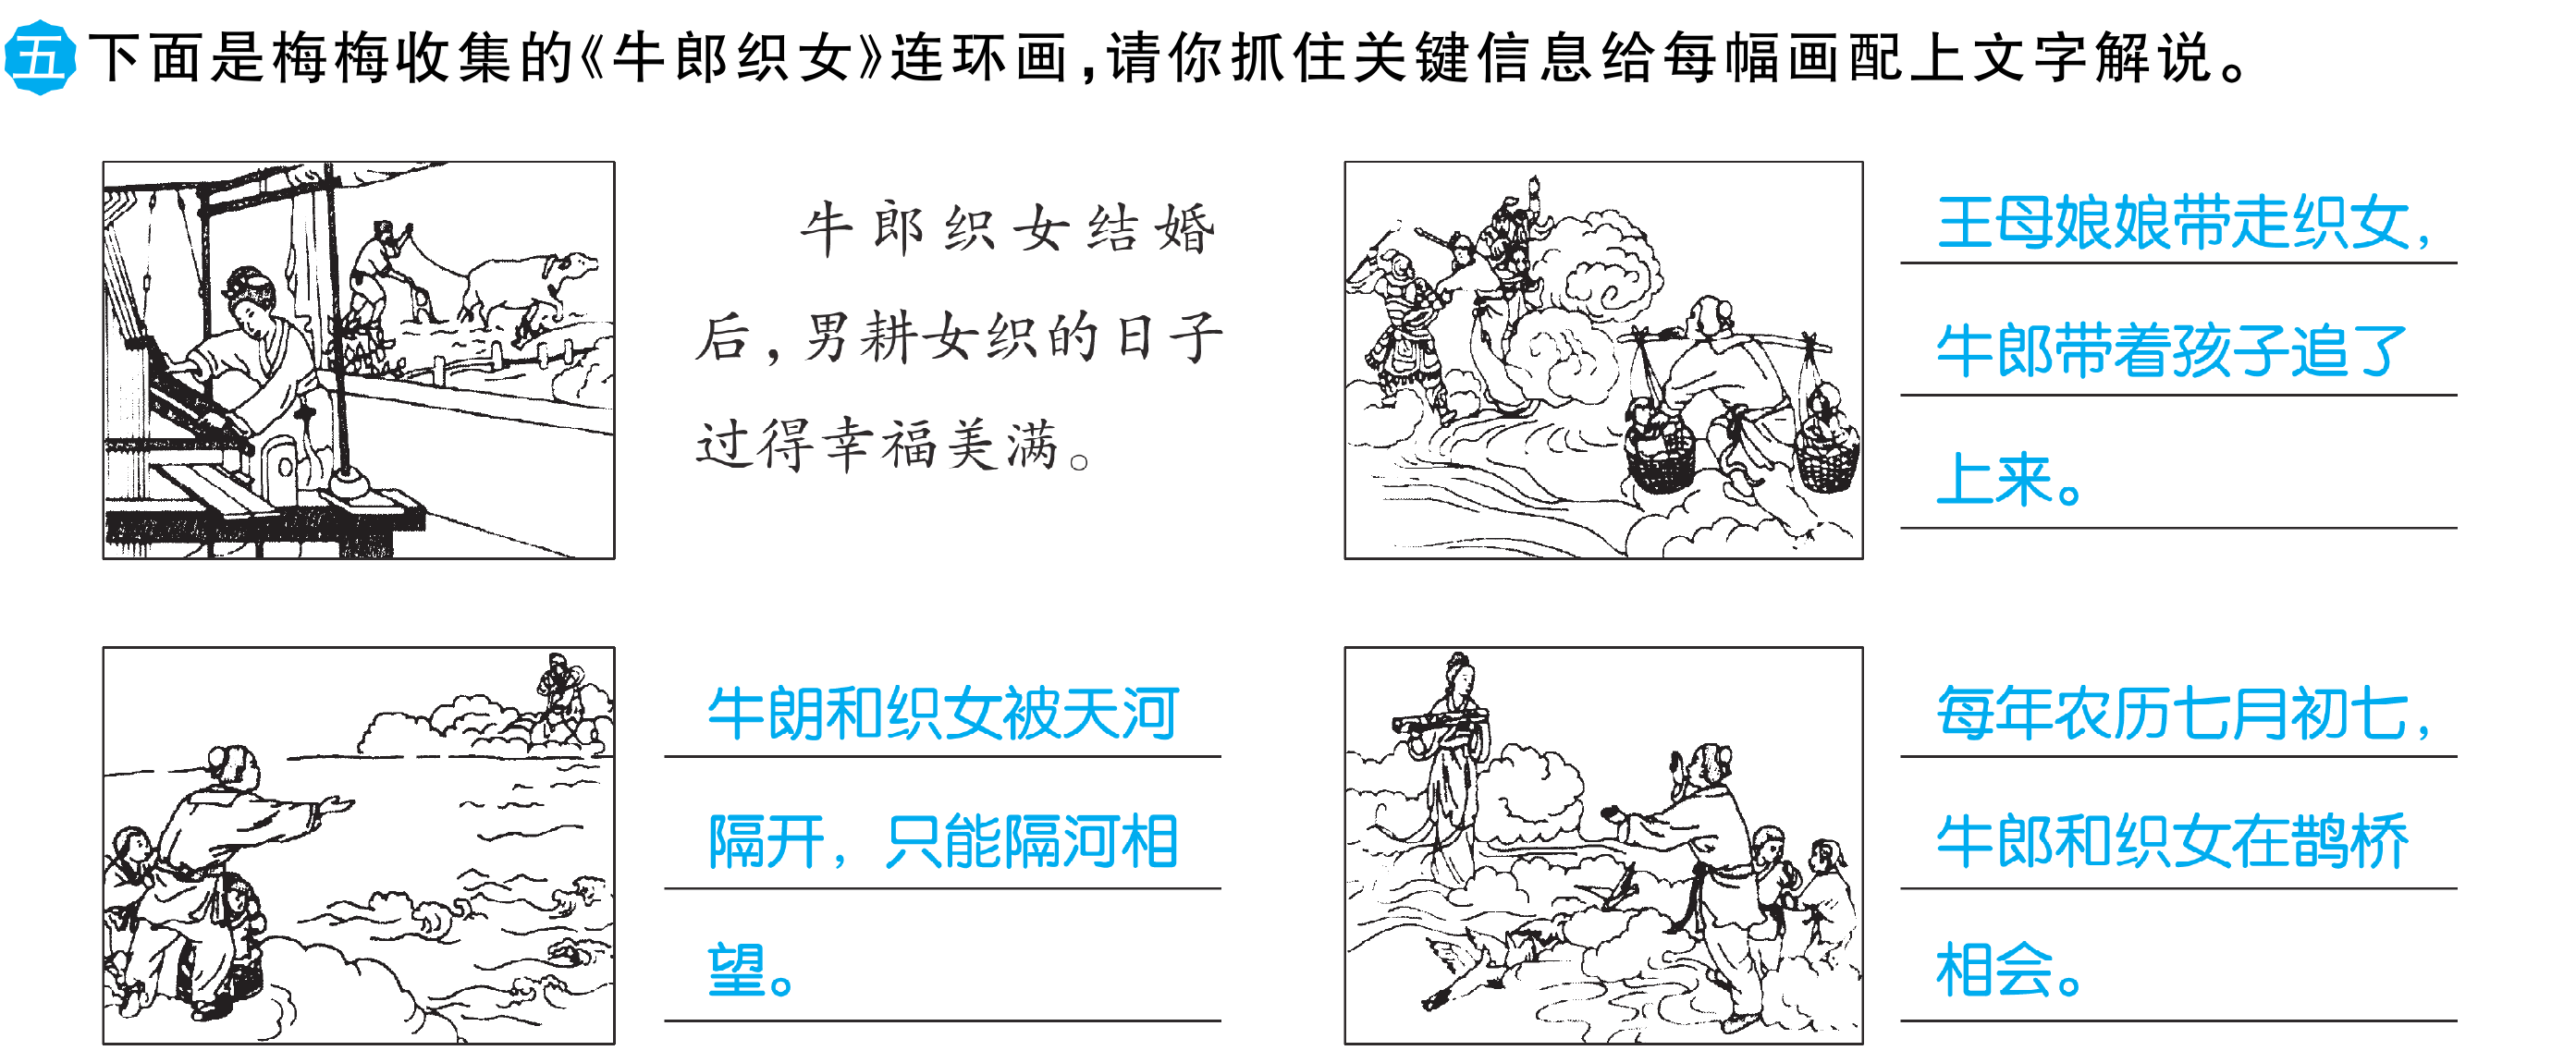 五 下面是梅梅收集的《牛郎织女》连环画,请你抓住关键信息给每幅画配上文字解说。
牛郎织女结婚
后,男耕女织的日子
过得幸福美满。
王母娘娘带走织女,
牛郎带着孩子追了
上来。
牛朗和织女被天河
隔开,只能隔河相
望。
每年农历七月初七,
牛郎和织女在鹊桥
相会。